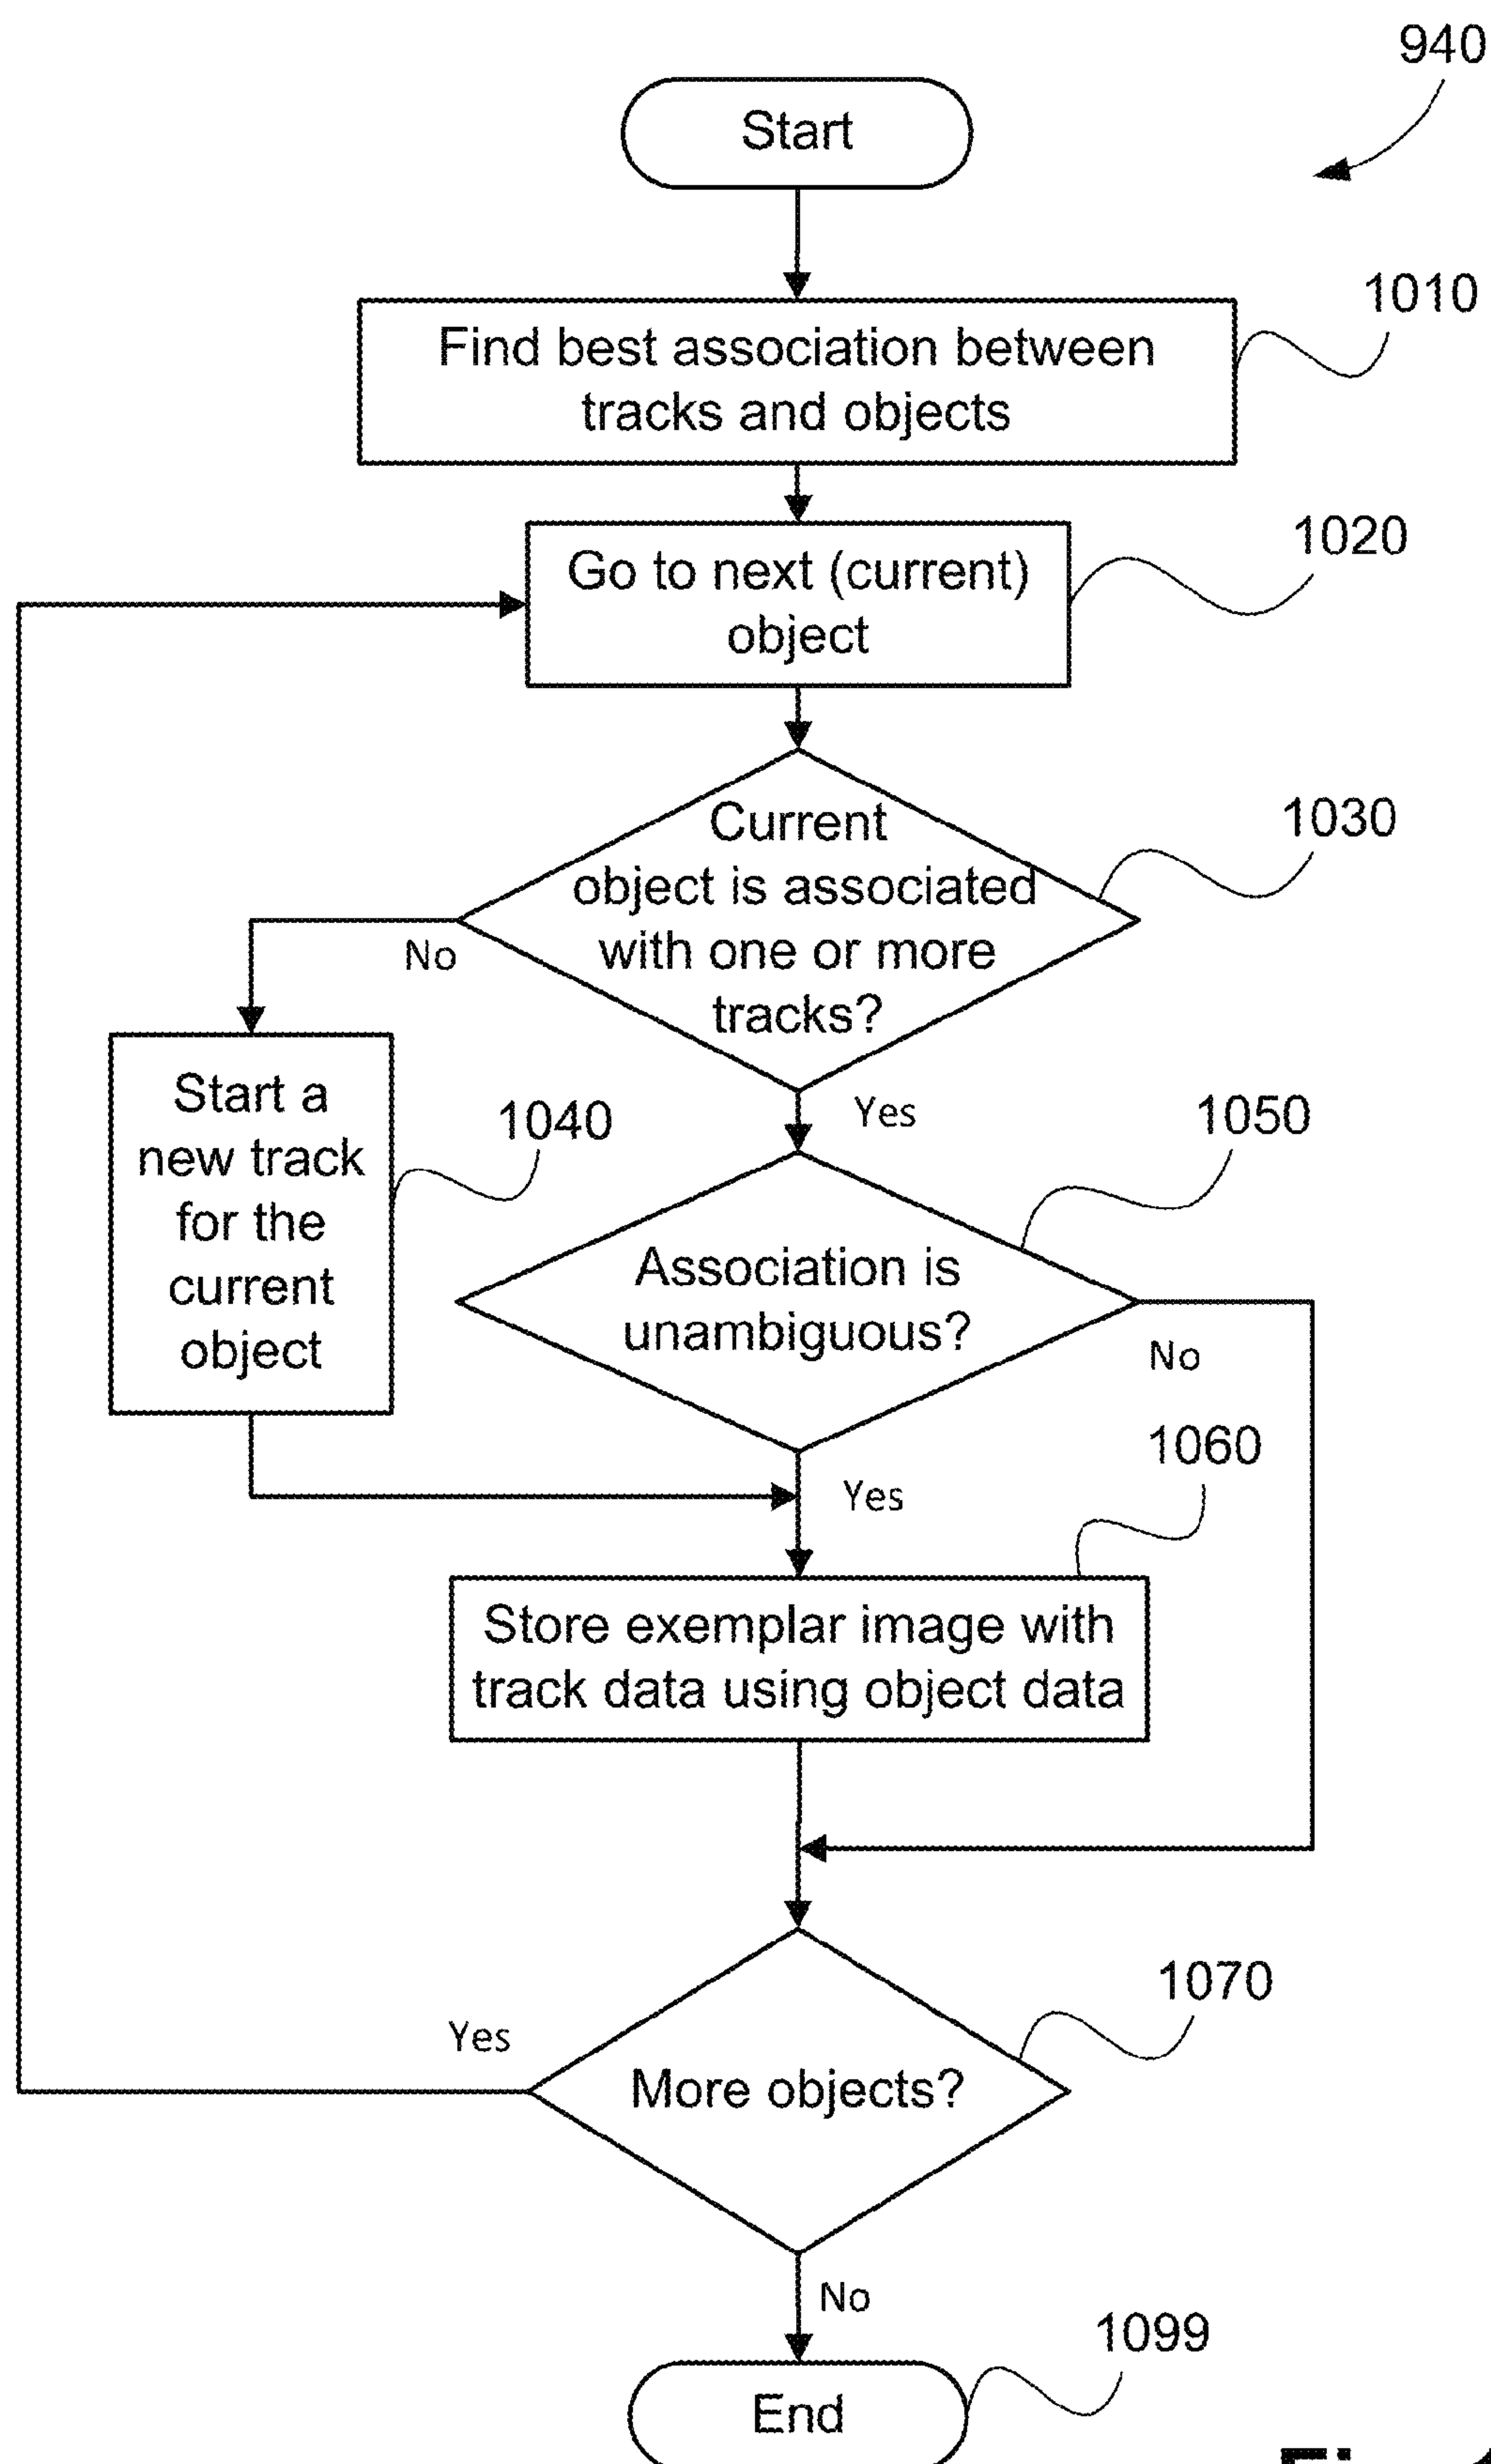 940
Start
1010
Find best association between
tracks and objects
1020
Go to next (current)
object
1030
Current
object is associated
with one or more
tracks?
No
Yes
1040
Start a
new track
for the
current
object
1050
Association is
unambiguous?
No
Yes
1060
Store exemplar image with
track data using object data
1070
More objects?
Yes
No
1099
End